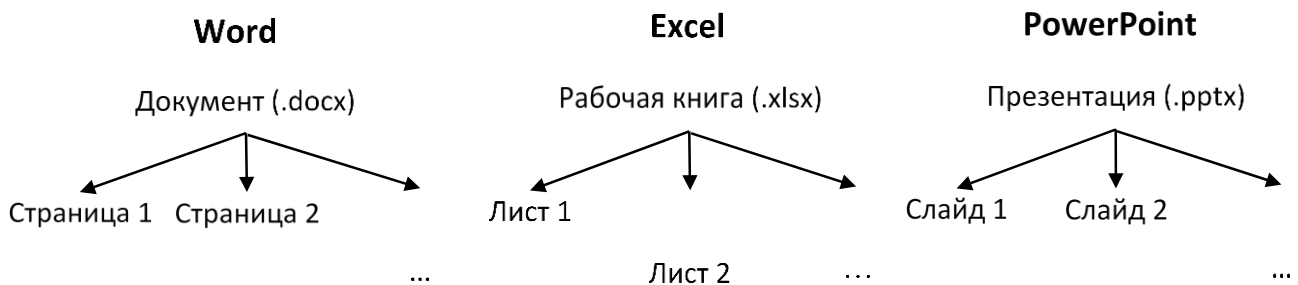 Word Excel PowerPoint
Документ (.docx) Рабочая книга (.xlsx) Презентация (.pptx)
Страница 1 Страница 2 Лист 1 Слайд 1 Слайд 2
... Лист 2 ... ...